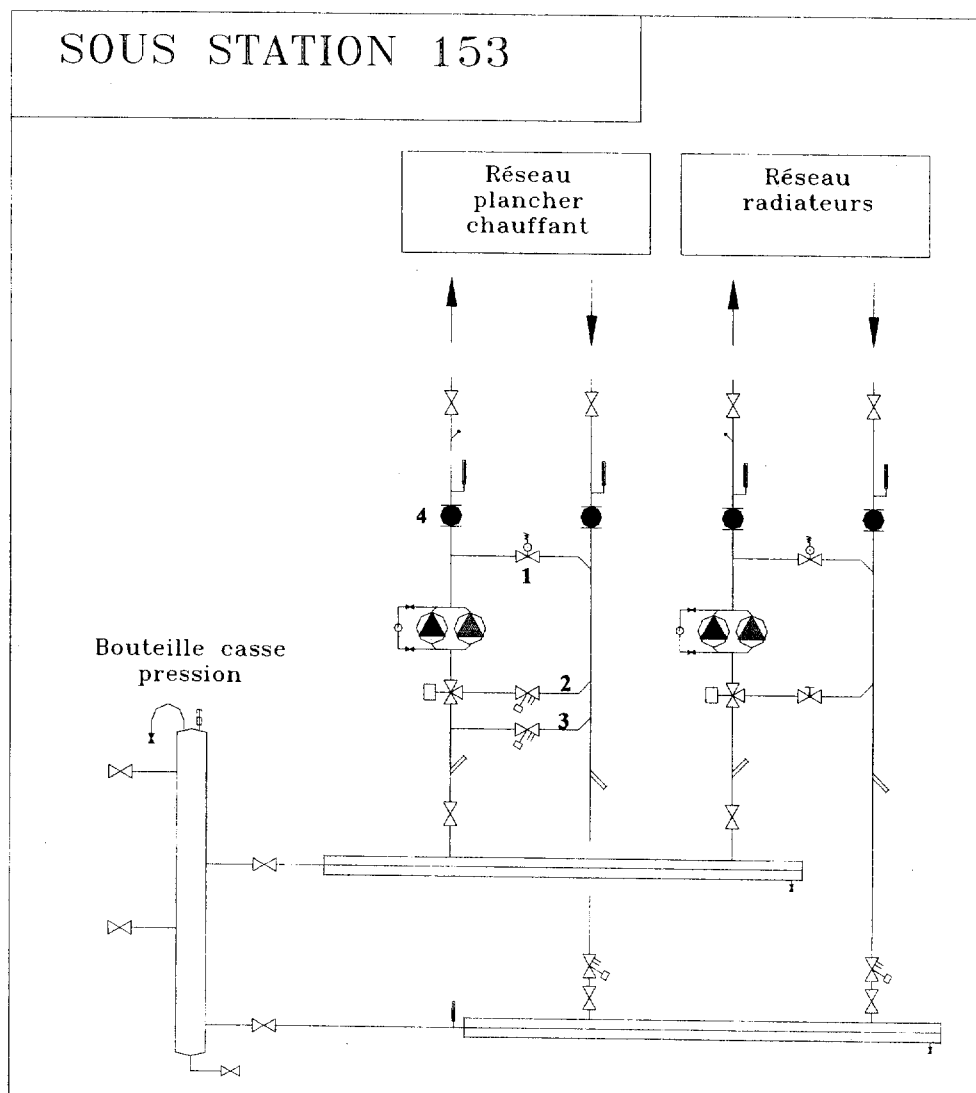 SOUS STATION 153
Réseau
plancher
chauffant
Réseau
radiateurs
4
1
2
3
Bouteille casse
pression